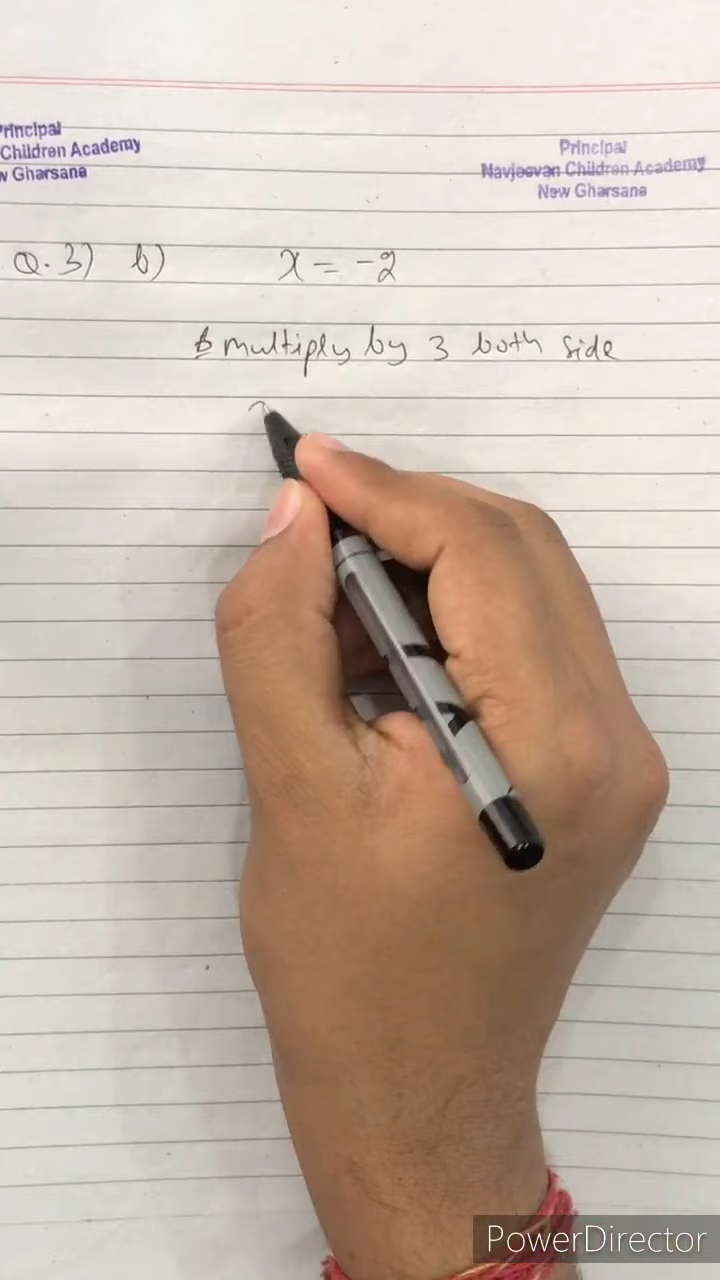 Principal
Children Academy
w Gharsana
Principal
Navjeevan Children Academy
New Gharsana
Q.3) b) x = -2
multiply by 3 both side
PowerDirector